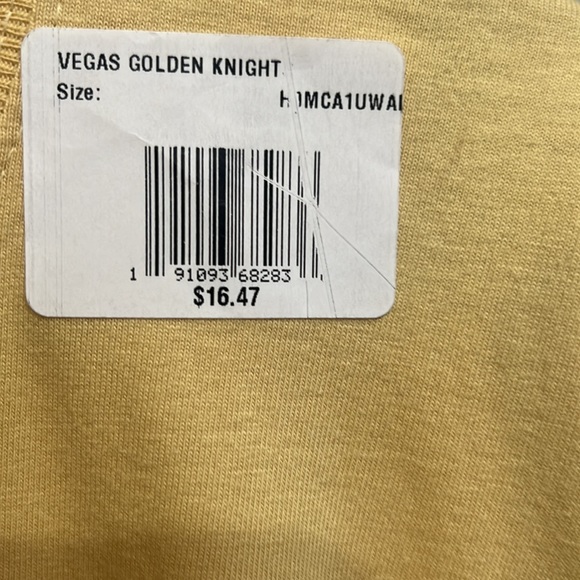 VEGAS GOLDEN KNIGHT
Size:
1 91093 68283
$16.47